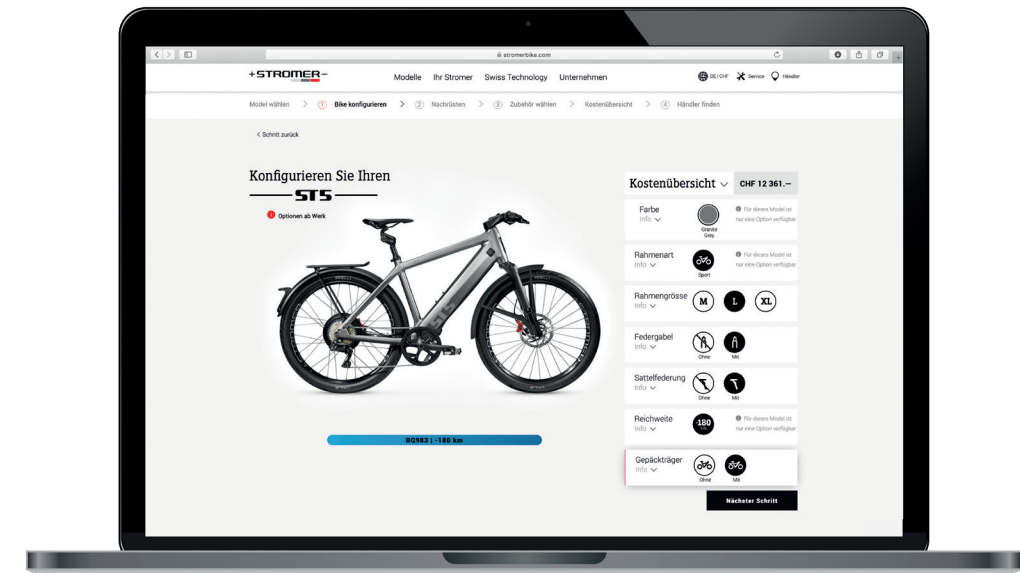 stromerbike.com
+STROMER-
Modelle Ihr Stromer Swiss Technology Unternehmen
DE | CHF Service Händler
Model wählen > 1 Bike konfigurieren > 2 Nachrüsten > 3 Zubehör wählen > Kostenübersicht > 4 Händler finden
< Schritt zurück
Konfigurieren Sie Ihren
ST5
Optionen ab Werk
BQ983 | -180 km
Kostenübersicht CHF 12 361.–
Farbe
Info
Granite
Grey
Für dieses Model ist
nur eine Option verfügbar
Rahmenart
Info
Sport
Für dieses Model ist
nur eine Option verfügbar
Rahmengrösse
Info
M L XL
Federgabel
Info
Ohne Mit
Sattelfederung
Info
Ohne Mit
Reichweite
Info
-180
km
Für dieses Model ist
nur eine Option verfügbar
Gepäckträger
Info
Ohne Mit
Nächster Schritt